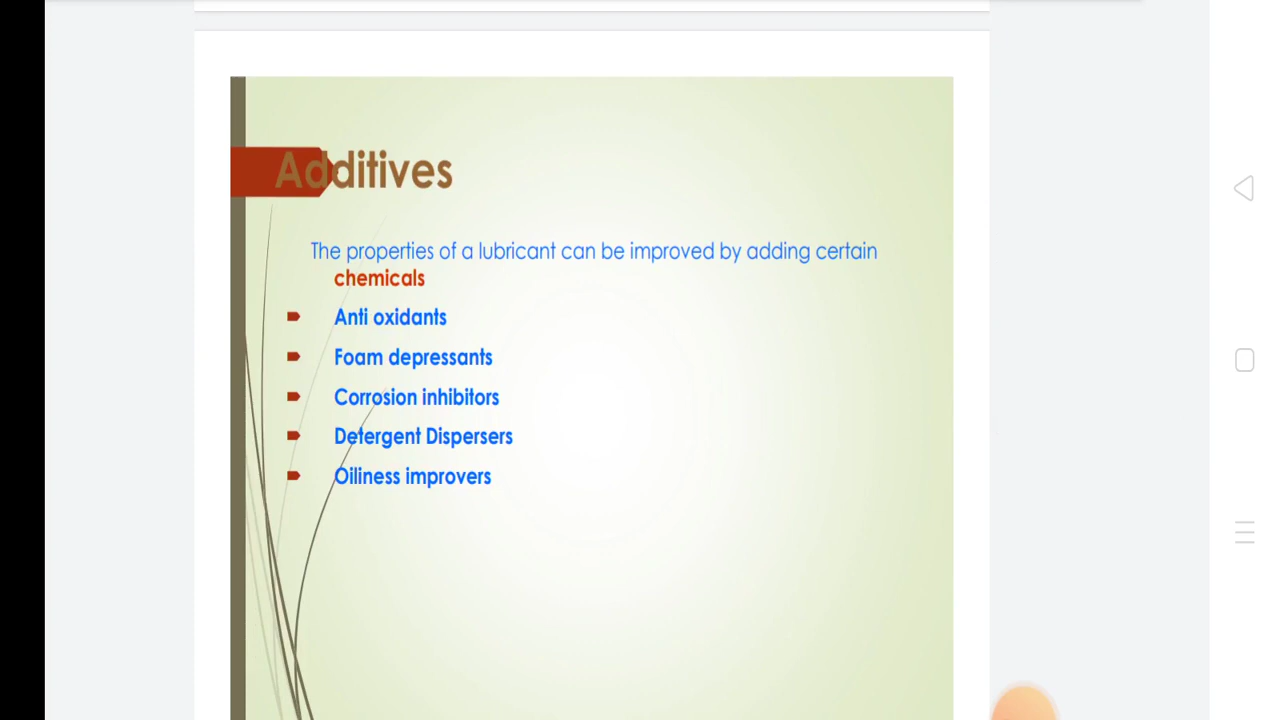 Additives
The properties of a lubricant can be improved by adding certain
chemicals
Anti oxidants
Foam depressants
Corrosion inhibitors
Detergent Dispersers
Oiliness improvers